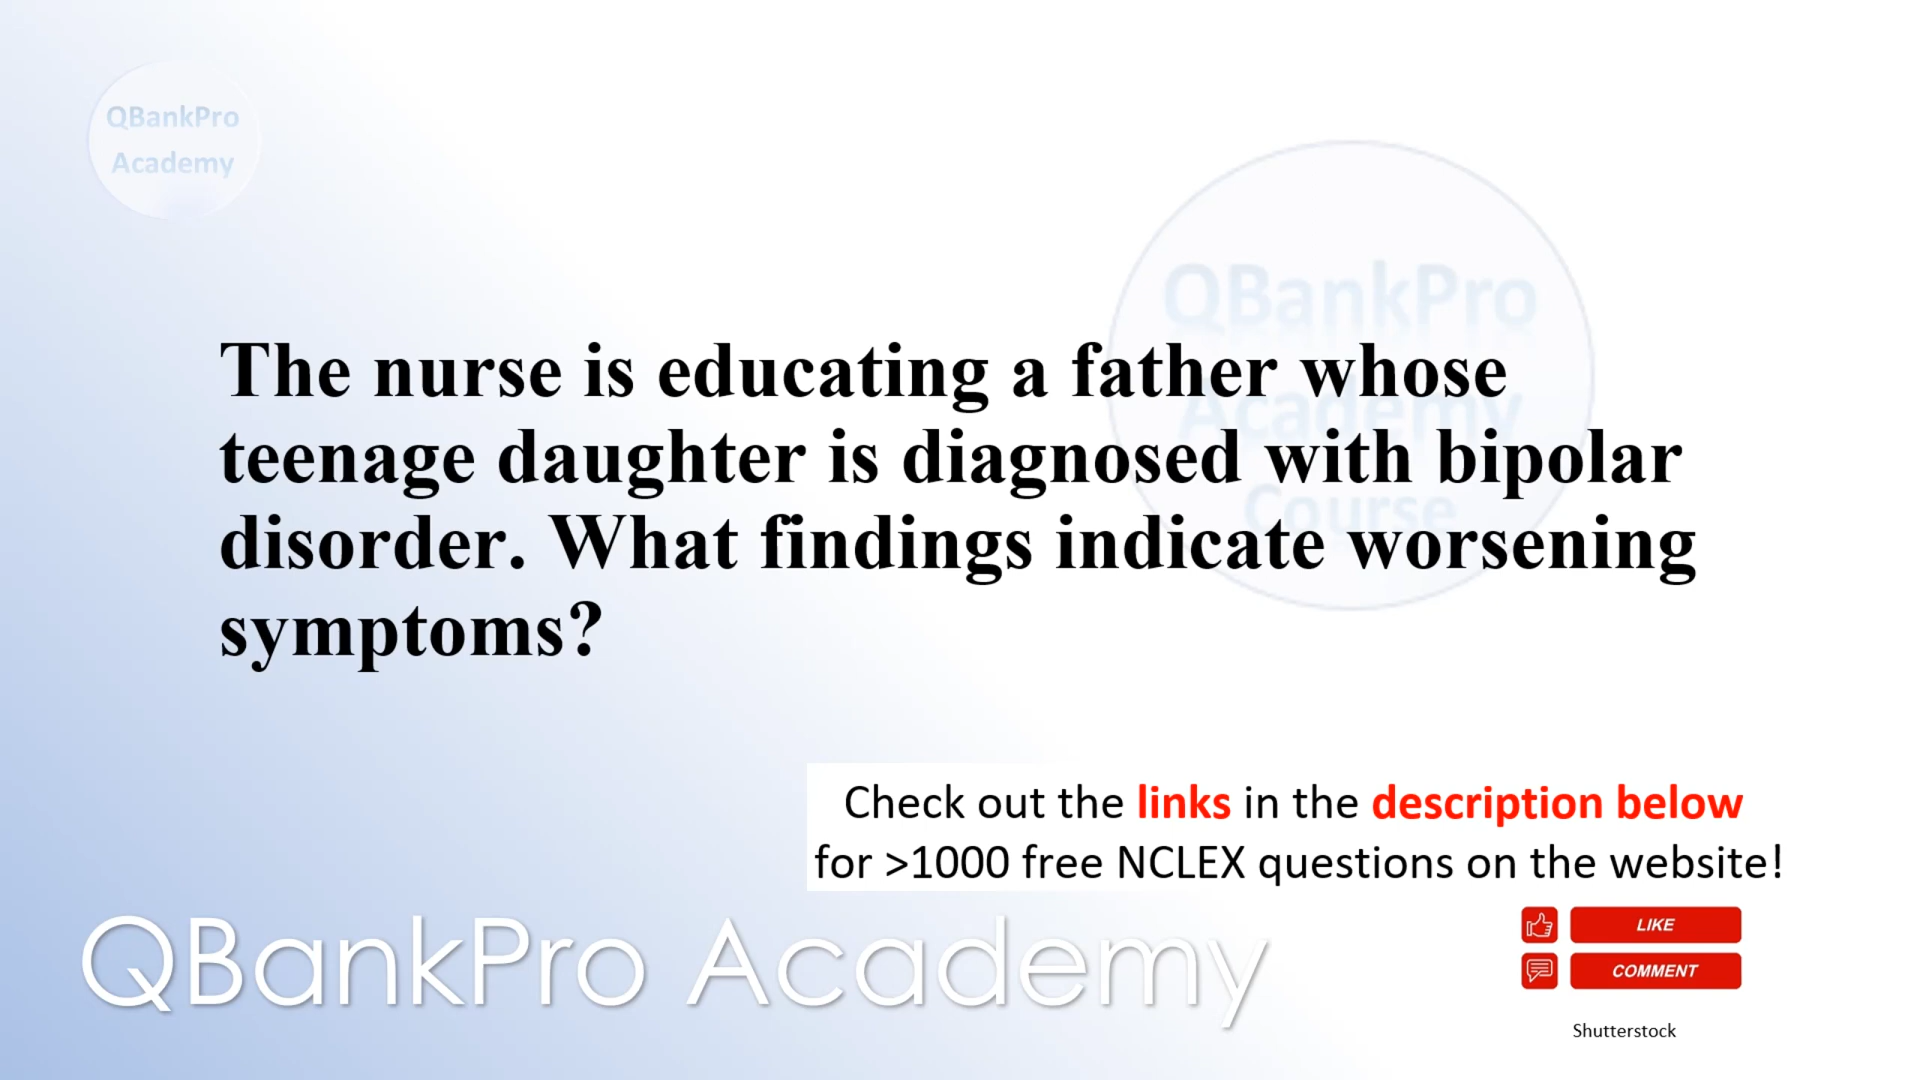 QBankPro
Academy
QBankPro
Academy
Course
The nurse is educating a father whose
teenage daughter is diagnosed with bipolar
disorder. What findings indicate worsening
symptoms?
Check out the links in the description below
for >1000 free NCLEX questions on the website!
QBankPro Academy
LIKE
COMMENT
Shutterstock